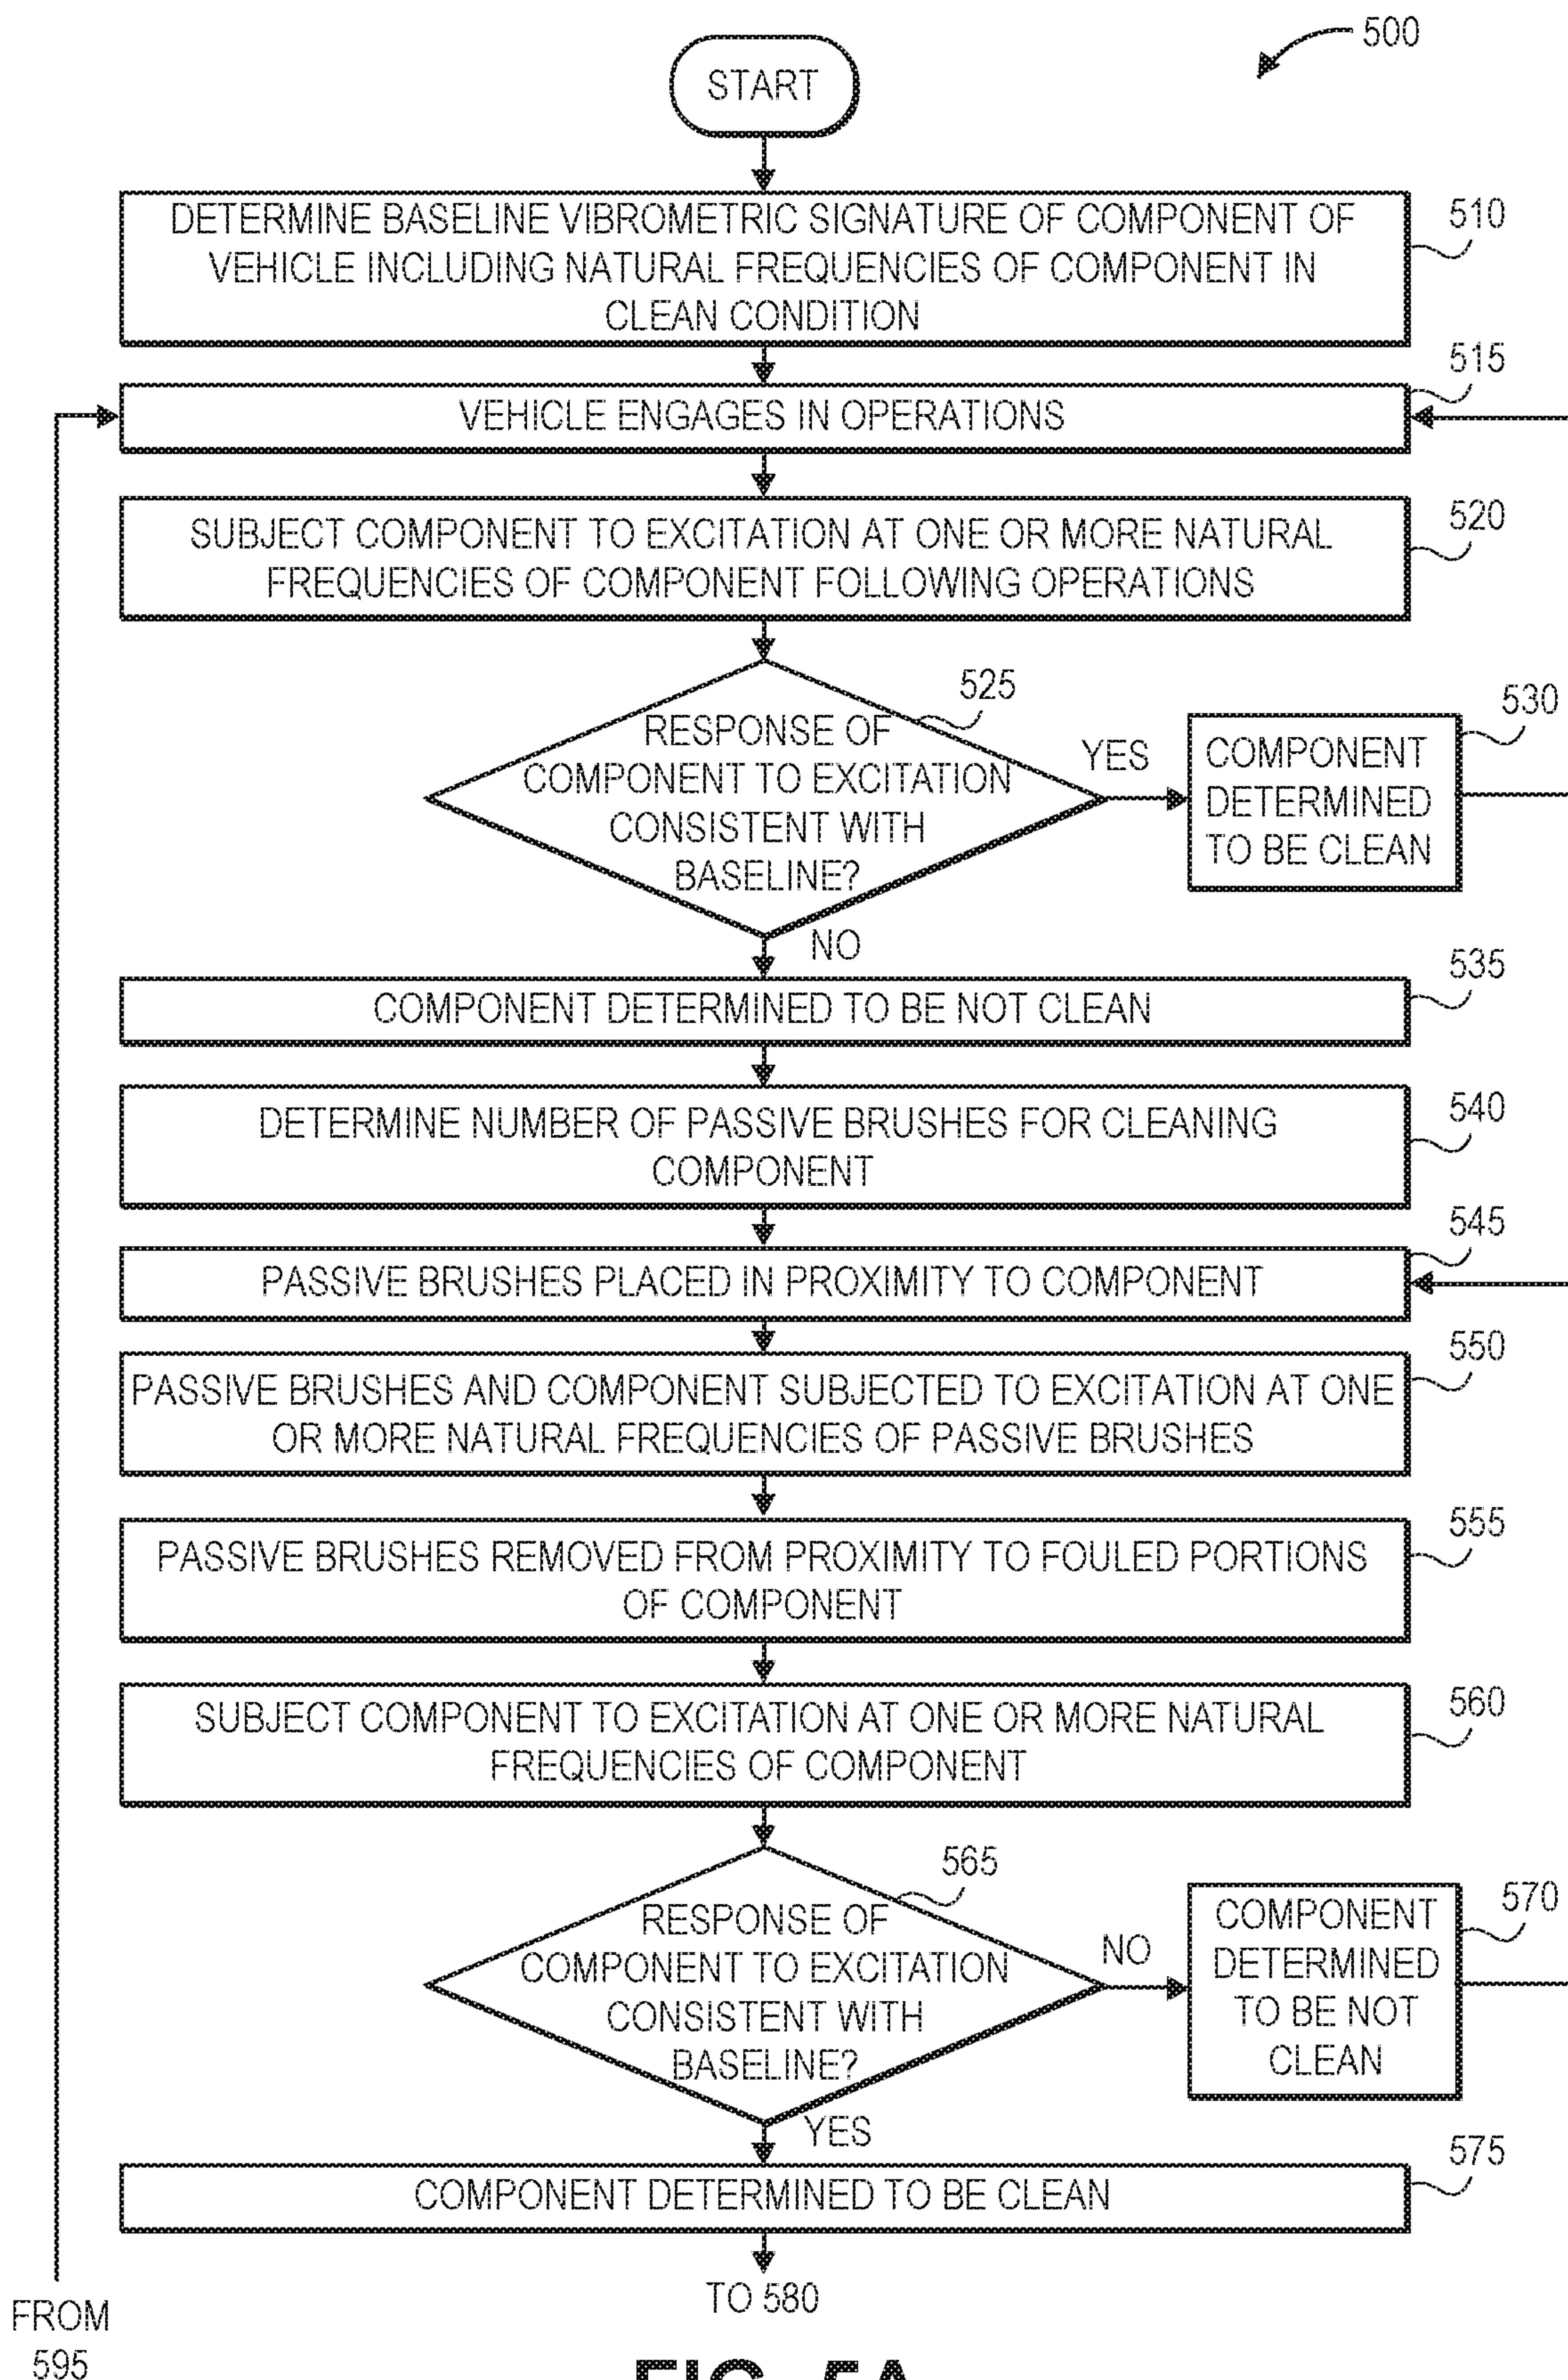 500
START
DETERMINE BASELINE VIBROMETRIC SIGNATURE OF COMPONENT OF
VEHICLE INCLUDING NATURAL FREQUENCIES OF COMPONENT IN
CLEAN CONDITION
510
VEHICLE ENGAGES IN OPERATIONS
515
SUBJECT COMPONENT TO EXCITATION AT ONE OR MORE NATURAL
FREQUENCIES OF COMPONENT FOLLOWING OPERATIONS
520
RESPONSE OF
COMPONENT TO EXCITATION
CONSISTENT WITH
BASELINE?
525
YES
COMPONENT
DETERMINED
TO BE CLEAN
530
NO
COMPONENT DETERMINED TO BE NOT CLEAN
535
DETERMINE NUMBER OF PASSIVE BRUSHES FOR CLEANING
COMPONENT
540
PASSIVE BRUSHES PLACED IN PROXIMITY TO COMPONENT
545
PASSIVE BRUSHES AND COMPONENT SUBJECTED TO EXCITATION AT ONE
OR MORE NATURAL FREQUENCIES OF PASSIVE BRUSHES
550
PASSIVE BRUSHES REMOVED FROM PROXIMITY TO FOULED PORTIONS
OF COMPONENT
555
SUBJECT COMPONENT TO EXCITATION AT ONE OR MORE NATURAL
FREQUENCIES OF COMPONENT
560
RESPONSE OF
COMPONENT TO EXCITATION
CONSISTENT WITH
BASELINE?
565
NO
COMPONENT
DETERMINED
TO BE NOT
CLEAN
570
YES
COMPONENT DETERMINED TO BE CLEAN
575
TO 580
FROM
595
FIG. 5A